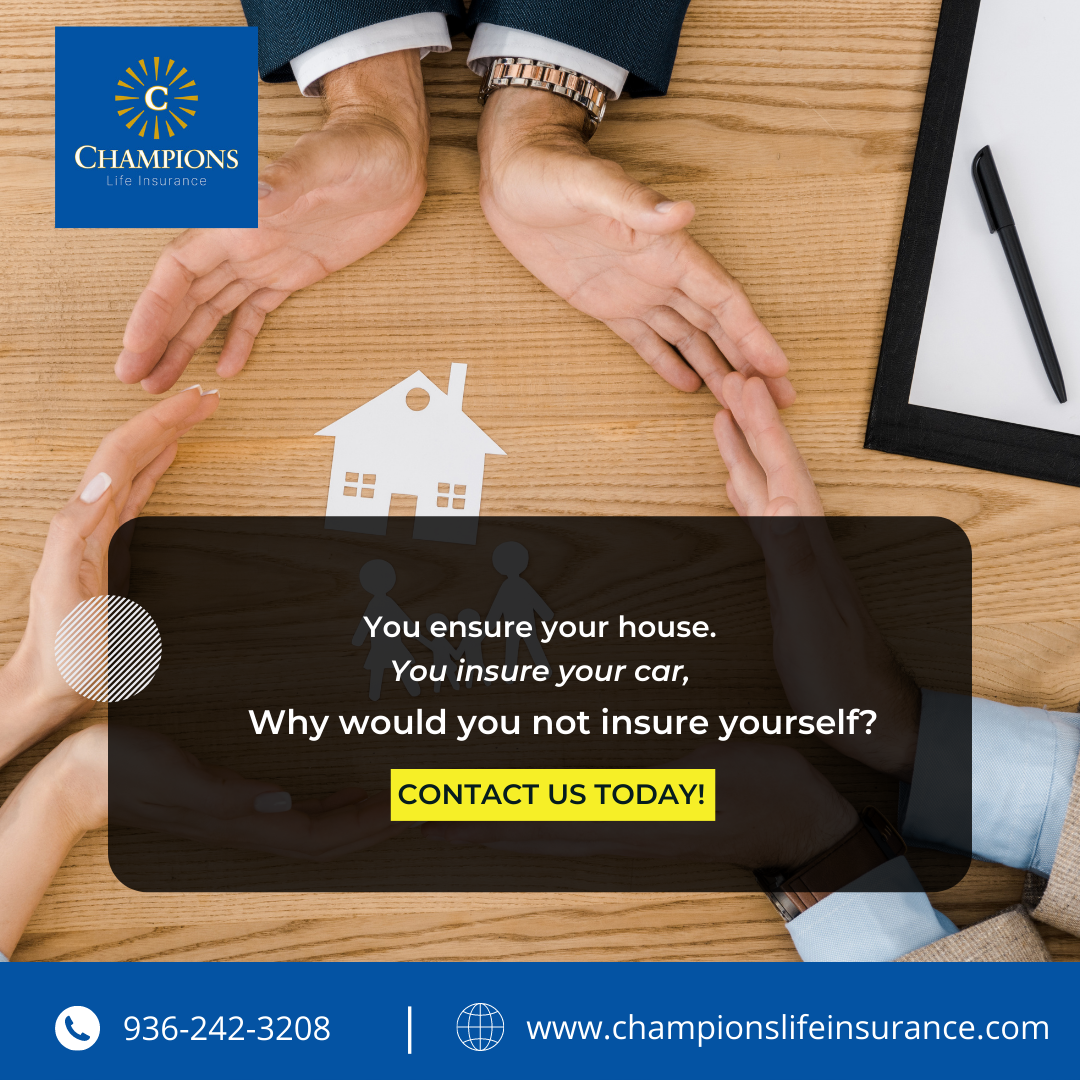 C
CHAMPIONS
Life Insurance
You ensure your house.
You insure your car,
Why would you not insure yourself?
CONTACT US TODAY!
936-242-3208
www.championslifeinsurance.com